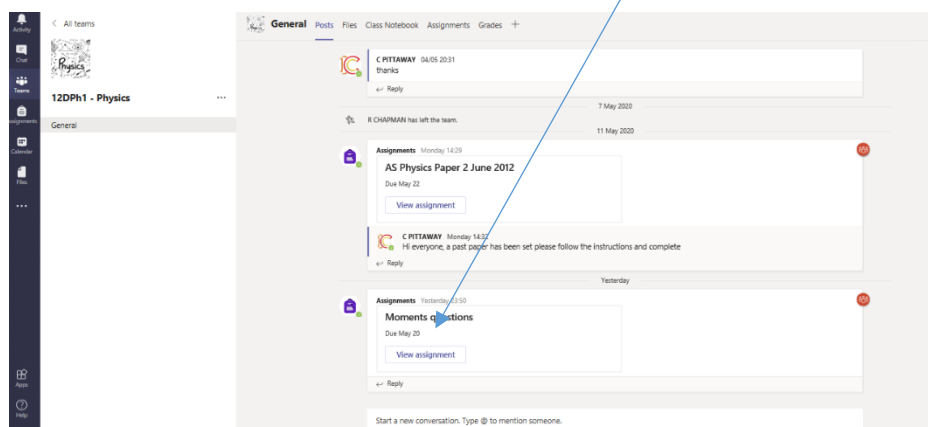 Activity
Chat
Teams
Assignments
Calendar
Files
Apps
Help
All teams
Physics
12DPh1 - Physics
General
General Posts Files Class Notebook Assignments Grades +
C PITTAWAY 04/05 20:31
thanks
Reply
7 May 2020
R CHAPMAN has left the team.
11 May 2020
Assignments Monday 14:29
AS Physics Paper 2 June 2012
Due May 22
View assignment
C PITTAWAY Monday 14:32
Hi everyone, a past paper has been set please follow the instructions and complete
Reply
Yesterday
Assignments Yesterday 23:50
Moments questions
Due May 20
View assignment
Reply
Start a new conversation. Type @ to mention someone.